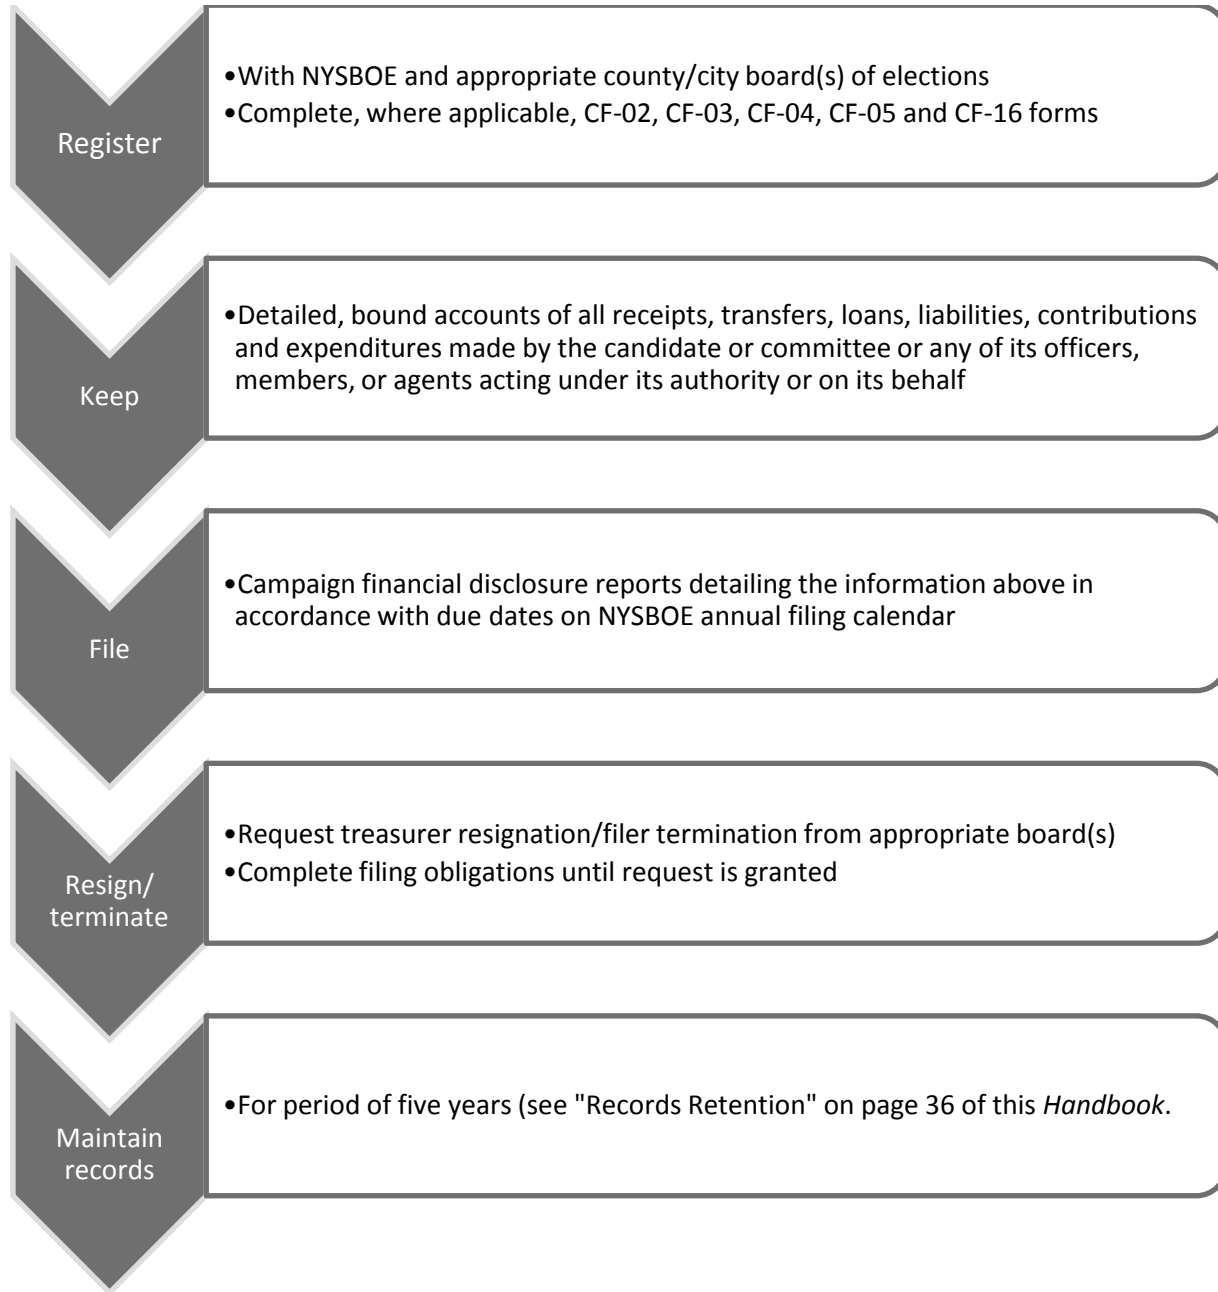 Register
•With NYSBOE and appropriate county/city board(s) of elections
•Complete, where applicable, CF-02, CF-03, CF-04, CF-05 and CF-16 forms
Keep
•Detailed, bound accounts of all receipts, transfers, loans, liabilities, contributions
and expenditures made by the candidate or committee or any of its officers,
members, or agents acting under its authority or on its behalf
File
•Campaign financial disclosure reports detailing the information above in
accordance with due dates on NYSBOE annual filing calendar
Resign/
terminate
•Request treasurer resignation/filer termination from appropriate board(s)
•Complete filing obligations until request is granted
Maintain
records
•For period of five years (see "Records Retention" on page 36 of this Handbook.